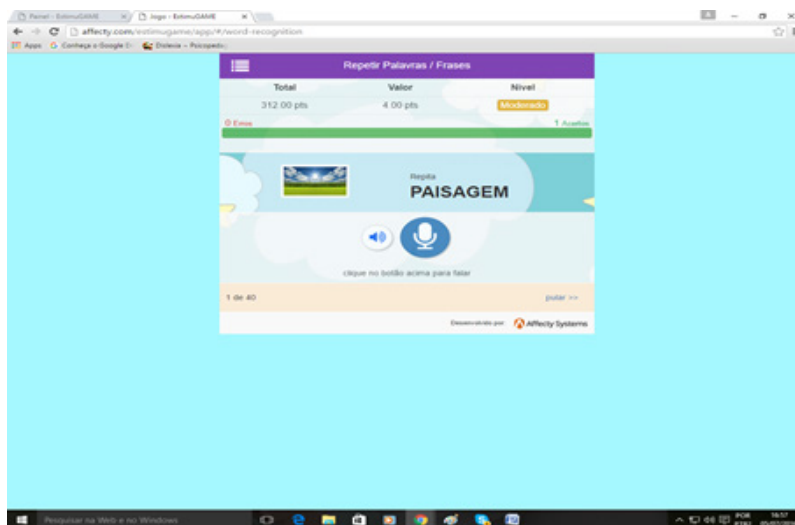 Painel - EstimuGAME
Jogo - EstimuGAME
affecty.com/estimugame/app/#/word-recognition
Apps
Conheça o Google
Dislexia - Psicopeda
Repetir Palavras / Frases
Total Valor Nível
312.00 pts 4.00 pts Moderado
0 Erros 1 Acertos
Repita
PAISAGEM
clique no botão acima para falar
1 de 40 pular >>
Desenvolvido por: Affecty Systems
Pesquisar na Web e no Windows
POR
16:57